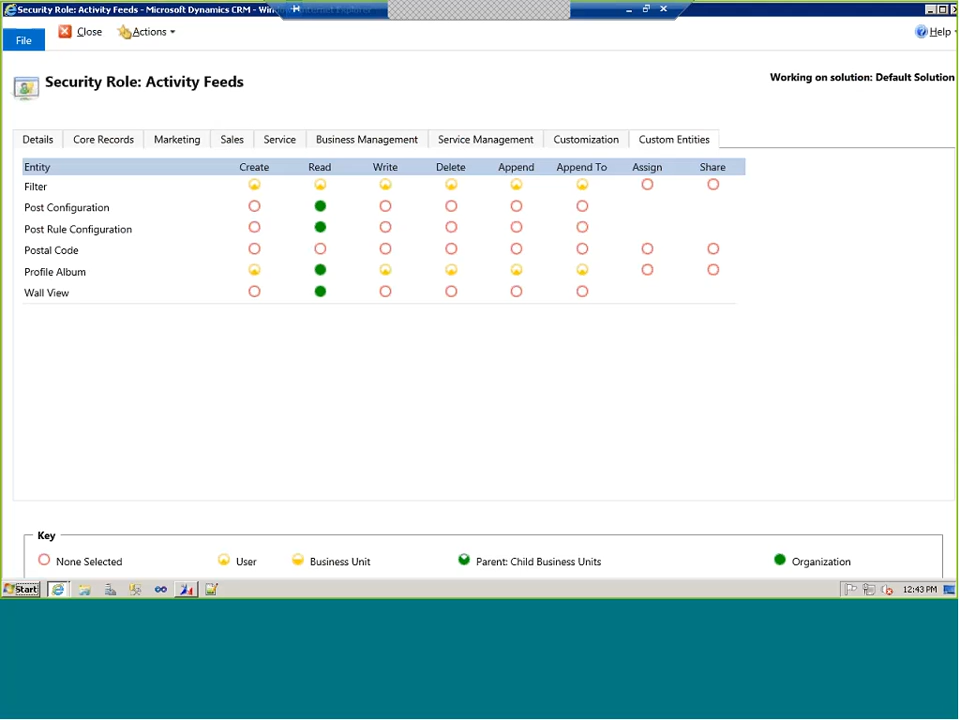 Security Role: Activity Feeds - Microsoft Dynamics CRM - Win
File
Close
Actions
Help
Security Role: Activity Feeds
Working on solution: Default Solution
Details Core Records Marketing Sales Service Business Management Service Management Customization Custom Entities
Entity Create Read Write Delete Append Append To Assign Share
Filter
Post Configuration
Post Rule Configuration
Postal Code
Profile Album
Wall View
Key
None Selected User Business Unit Parent: Child Business Units Organization
Start
12:43 PM